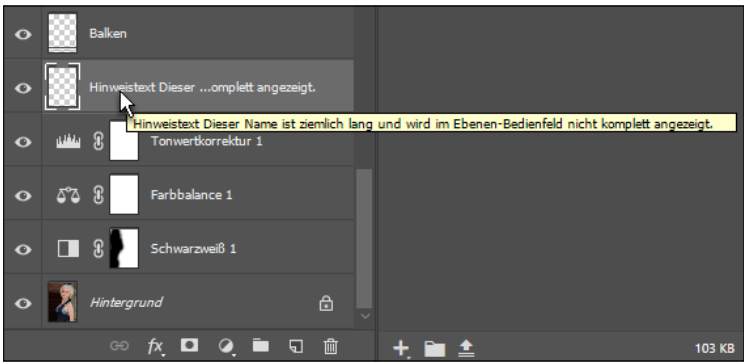 Balken
Hinweistext Dieser ...omplett angezeigt.
Hinweistext Dieser Name ist ziemlich lang und wird im Ebenen-Bedienfeld nicht komplett angezeigt.
Tonwertkorrektur 1
Farbbalance 1
Schwarzweiß 1
Hintergrund
fx
103 KB